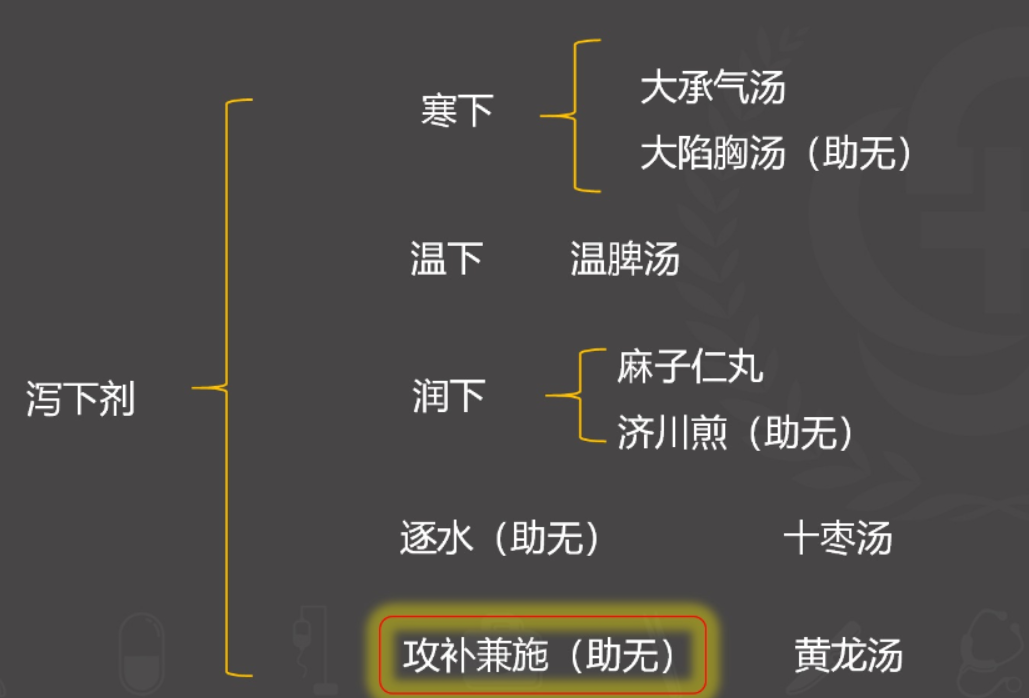 寒下
大承气汤
大陷胸汤（助无）
温下 温脾汤
泻下剂
润下
麻子仁丸
济川煎（助无）
逐水（助无） 十枣汤
攻补兼施（助无） 黄龙汤